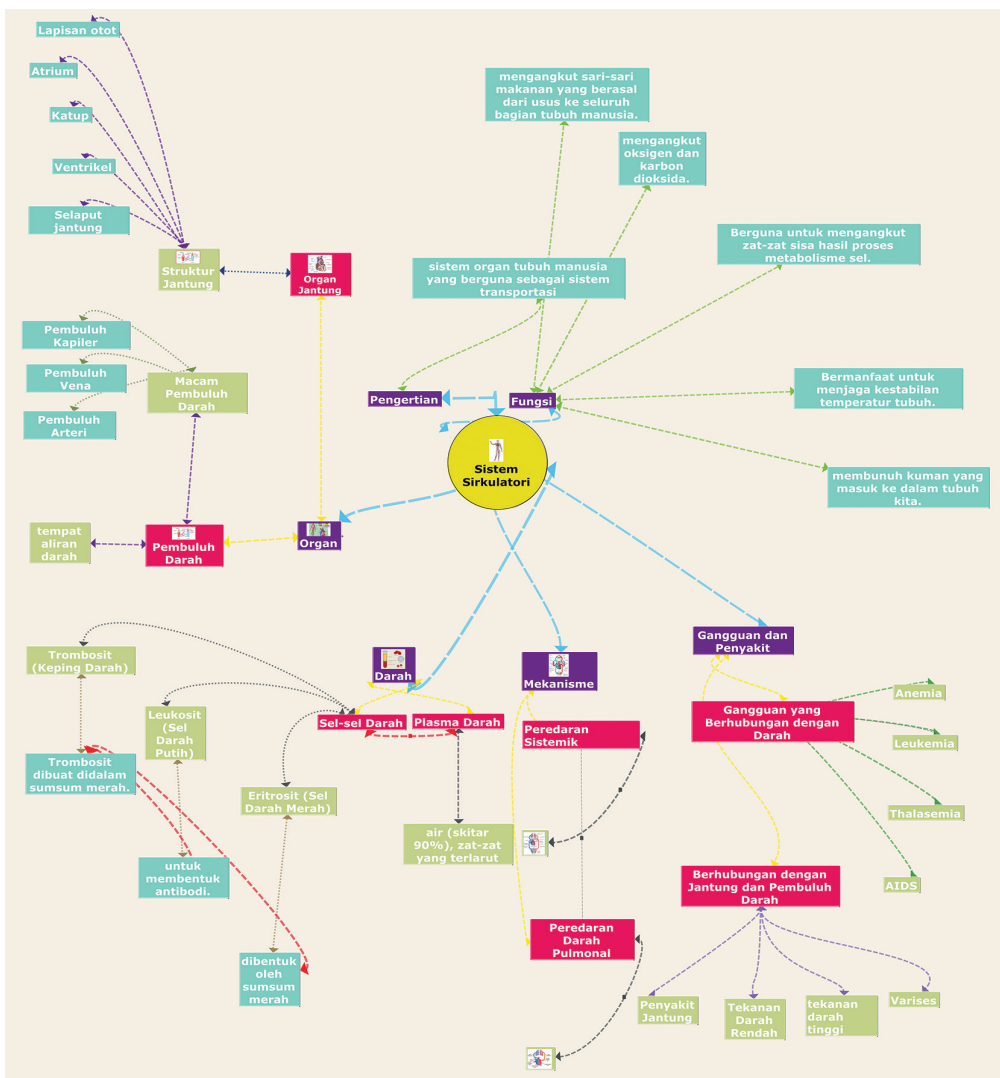 Lapisan otot
Atrium
Katup
Ventrikel
Selaput
jantung
Struktur
Jantung
Organ
Jantung
mengangkut sari-sari
makanan yang berasal
dari usus ke seluruh
bagian tubuh manusia.
mengangkut
oksigen dan
karbon
dioksida.
Berguna untuk mengangkut
zat-zat sisa hasil proses
metabolisme sel.
sistem organ tubuh manusia
yang berguna sebagai sistem
transportasi
Pembuluh
Kapiler
Pembuluh
Vena
Pembuluh
Arteri
Macam
Pembuluh
Darah
Pengertian
Fungsi
Bermanfaat untuk
menjaga kestabilan
temperatur tubuh.
Sistem
Sirkulatori
membunuh kuman yang
masuk ke dalam tubuh
kita.
tempat
aliran
darah
Pembuluh
Darah
Organ
Trombosit
(Keping Darah)
Leukosit
(Sel
Darah
Putih)
Trombosit
dibuat didalam
sumsum merah.
Eritrosit (Sel
Darah Merah)
untuk
membentuk
antibodi.
dibentuk
oleh
sumsum
merah
Darah
Sel-sel Darah
Plasma Darah
air (skitar
90%), zat-zat
yang terlarut
Mekanisme
Peredaran
Sistemik
Peredaran
Darah
Pulmonal
Gangguan dan
Penyakit
Gangguan yang
Berhubungan dengan
Darah
Anemia
Leukemia
Thalasemia
AIDS
Berhubungan dengan
Jantung dan Pembuluh
Darah
Penyakit
Jantung
Tekanan
Darah
Rendah
tekanan
darah
tinggi
Varises